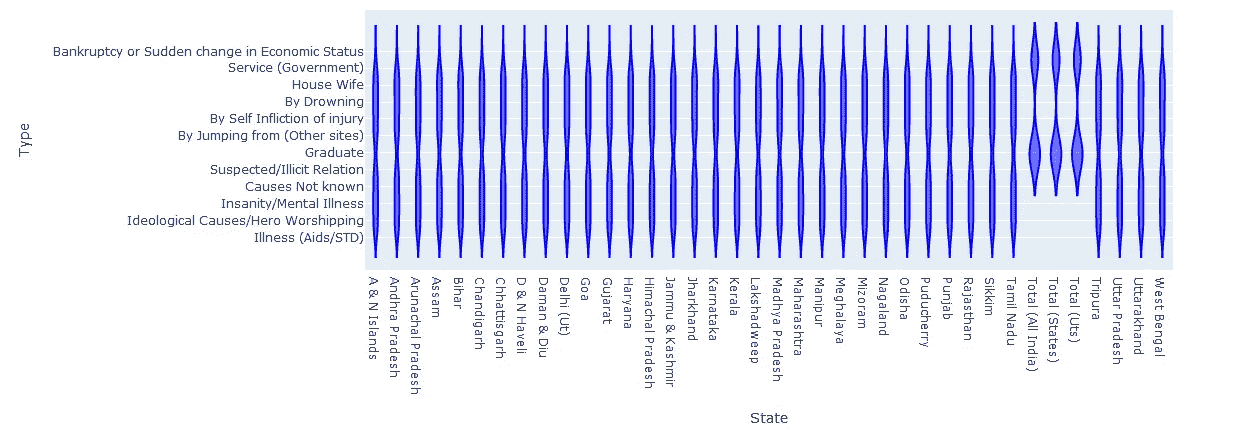 Bankruptcy or Sudden change in Economic Status
Service (Government)
House Wife
By Drowning
By Self Infliction of injury
By Jumping from (Other sites)
Graduate
Suspected/Illicit Relation
Causes Not known
Insanity/Mental Illness
Ideological Causes/Hero Worshipping
Illness (Aids/STD)
Type
A & N Islands
Andhra Pradesh
Arunachal Pradesh
Assam
Bihar
Chandigarh
Chhattisgarh
D & N Haveli
Daman & Diu
Delhi (Ut)
Goa
Gujarat
Haryana
Himachal Pradesh
Jammu & Kashmir
Jharkhand
Karnataka
Kerala
Lakshadweep
Madhya Pradesh
Maharashtra
Manipur
Meghalaya
Mizoram
Nagaland
Odisha
Puducherry
Punjab
Rajasthan
Sikkim
Tamil Nadu
Total (All India)
Total (States)
Total (Uts)
Tripura
Uttar Pradesh
Uttarakhand
West Bengal
State